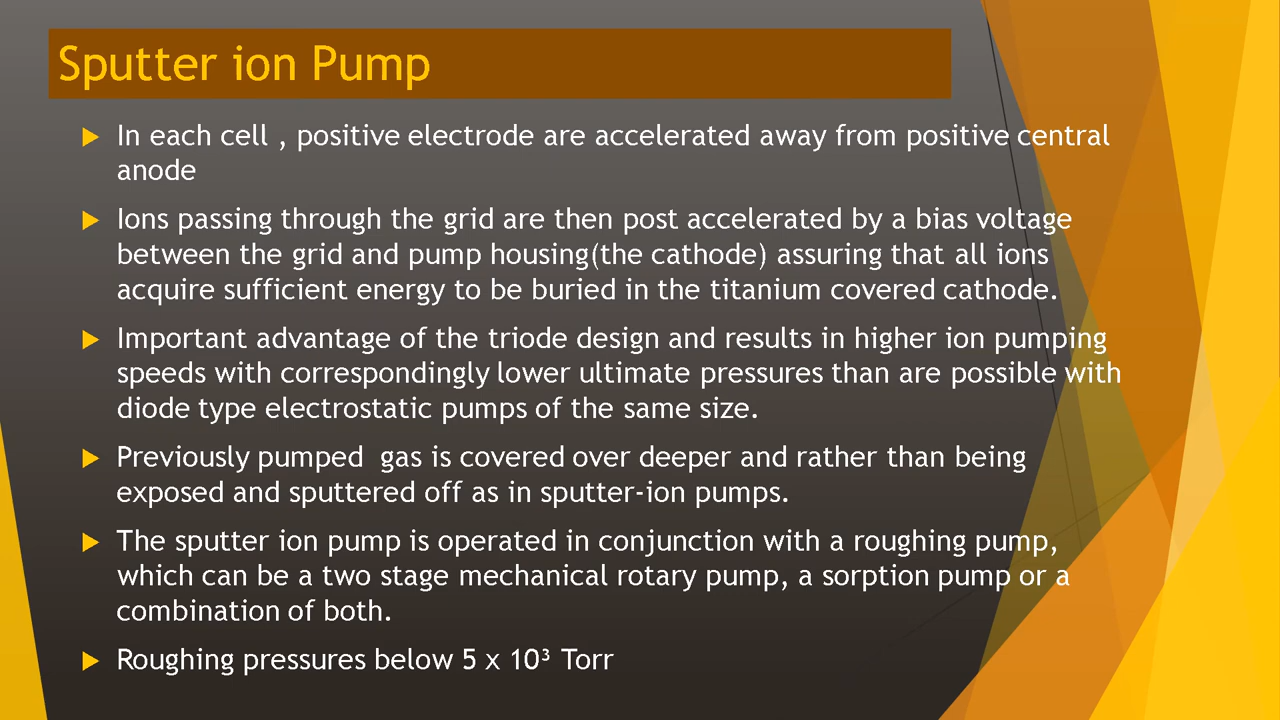 Sputter ion Pump
In each cell , positive electrode are accelerated away from positive central
anode
Ions passing through the grid are then post accelerated by a bias voltage
between the grid and pump housing(the cathode) assuring that all ions
acquire sufficient energy to be buried in the titanium covered cathode.
Important advantage of the triode design and results in higher ion pumping
speeds with correspondingly lower ultimate pressures than are possible with
diode type electrostatic pumps of the same size.
Previously pumped  gas is covered over deeper and rather than being
exposed and sputtered off as in sputter-ion pumps.
The sputter ion pump is operated in conjunction with a roughing pump,
which can be a two stage mechanical rotary pump, a sorption pump or a
combination of both.
Roughing pressures below 5 x 10³ Torr